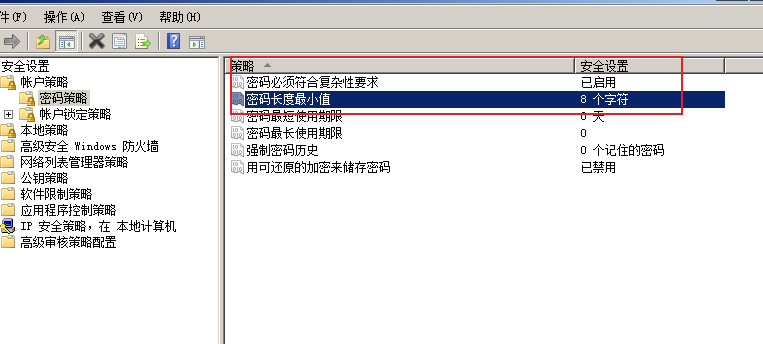 件(F) 操作(A) 查看(V) 帮助(H)
安全设置
帐户策略
密码策略
帐户锁定策略
本地策略
高级安全 Windows 防火墙
网络列表管理器策略
公钥策略
软件限制策略
应用程序控制策略
IP 安全策略，在 本地计算机
高级审核策略配置
策略 安全设置
密码必须符合复杂性要求 已启用
密码长度最小值 8 个字符
密码最短使用期限 0 天
密码最长使用期限 0
强制密码历史 0 个记住的密码
用可还原的加密来储存密码 已禁用